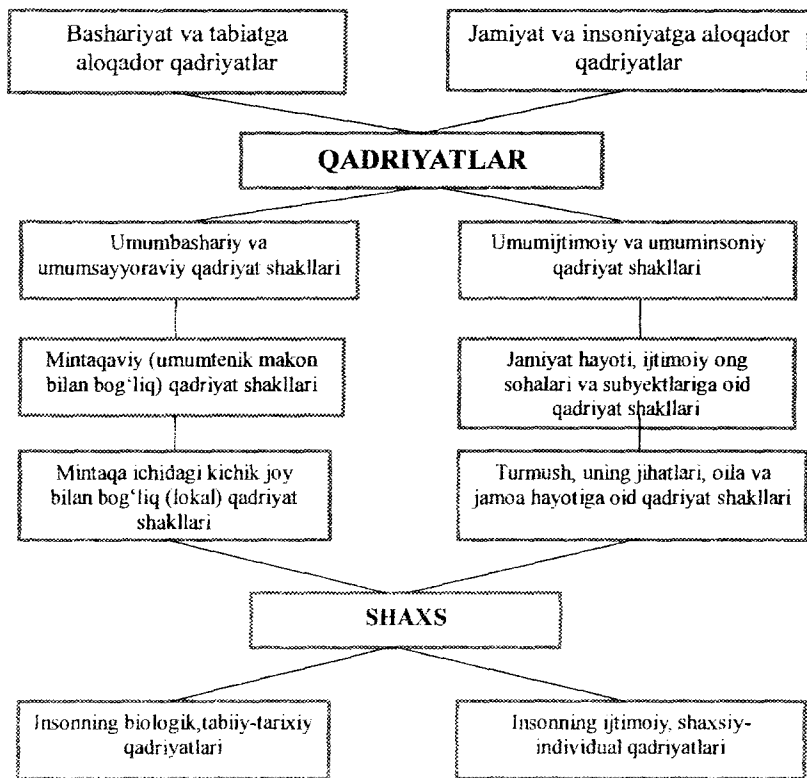 Bashariyat va tabiatga
aloqador qadriyatlar
Jamiyat va insoniyatga aloqador
qadriyatlar
QADRIYATLAR
Umumbashariy va
umumsayyoraviy qadriyat shakllari
Umumijtimoiy va umuminsoniy
qadriyat shakllari
Mintaqaviy (umumtenik makon
bilan bog‘liq) qadriyat shakllari
Jamiyat hayoti, ijtimoiy ong
sohalari va subyektlariga oid
qadriyat shakllari
Mintaqa ichidagi kichik joy
bilan bog‘liq (lokal) qadriyat
shakllari
Turmush, uning jihatlari, oila va
jamoa hayotiga oid qadriyat shakllari
SHAXS
Insonning biologik,tabiiy-tarixiy
qadriyatlari
Insonning ijtimoiy, shaxsiy-
individual qadriyatlari